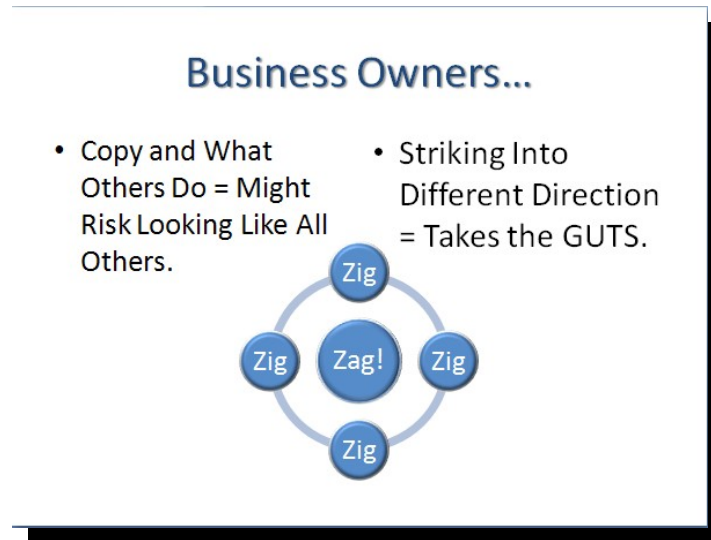 Business Owners...
• Copy and What
Others Do = Might
Risk Looking Like All
Others.
• Striking Into
Different Direction
= Takes the GUTS.
Zig
Zig
Zag!
Zig
Zig